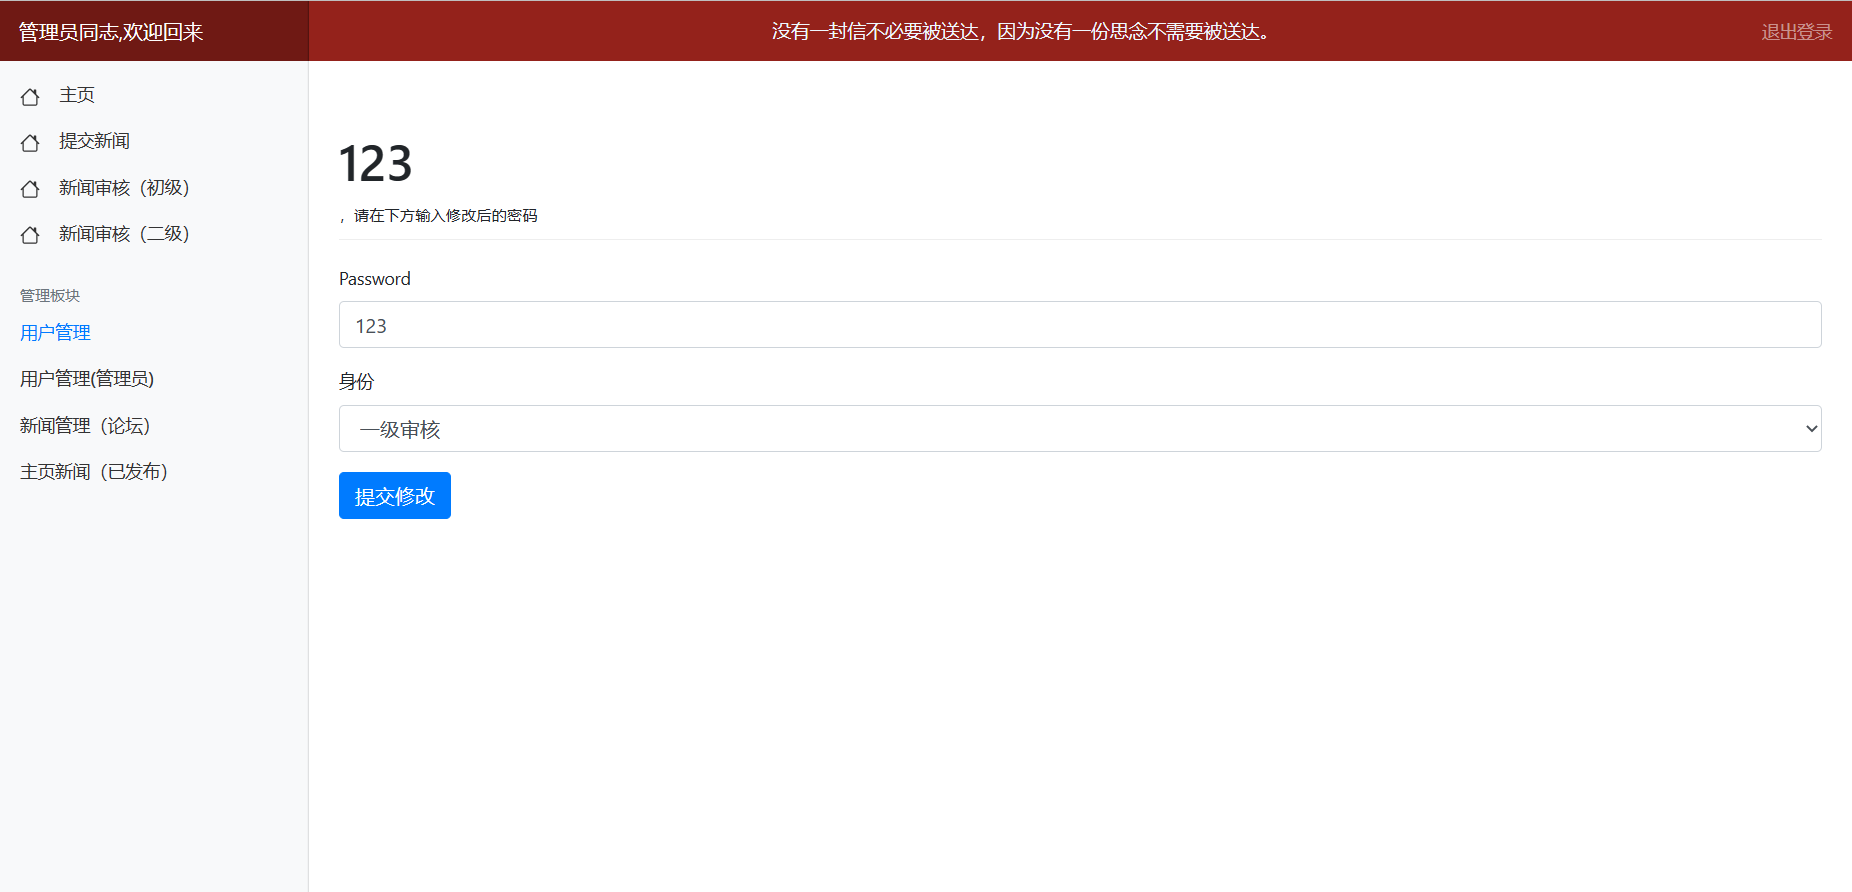 管理员同志,欢迎回来
没有一封信不必要被送达，因为没有一份思念不需要被送达。
退出登录
主页
提交新闻
新闻审核（初级）
新闻审核（二级）
管理板块
用户管理
用户管理(管理员)
新闻管理（论坛）
主页新闻（已发布）
123
，请在下方输入修改后的密码
Password
123
身份
一级审核
提交修改